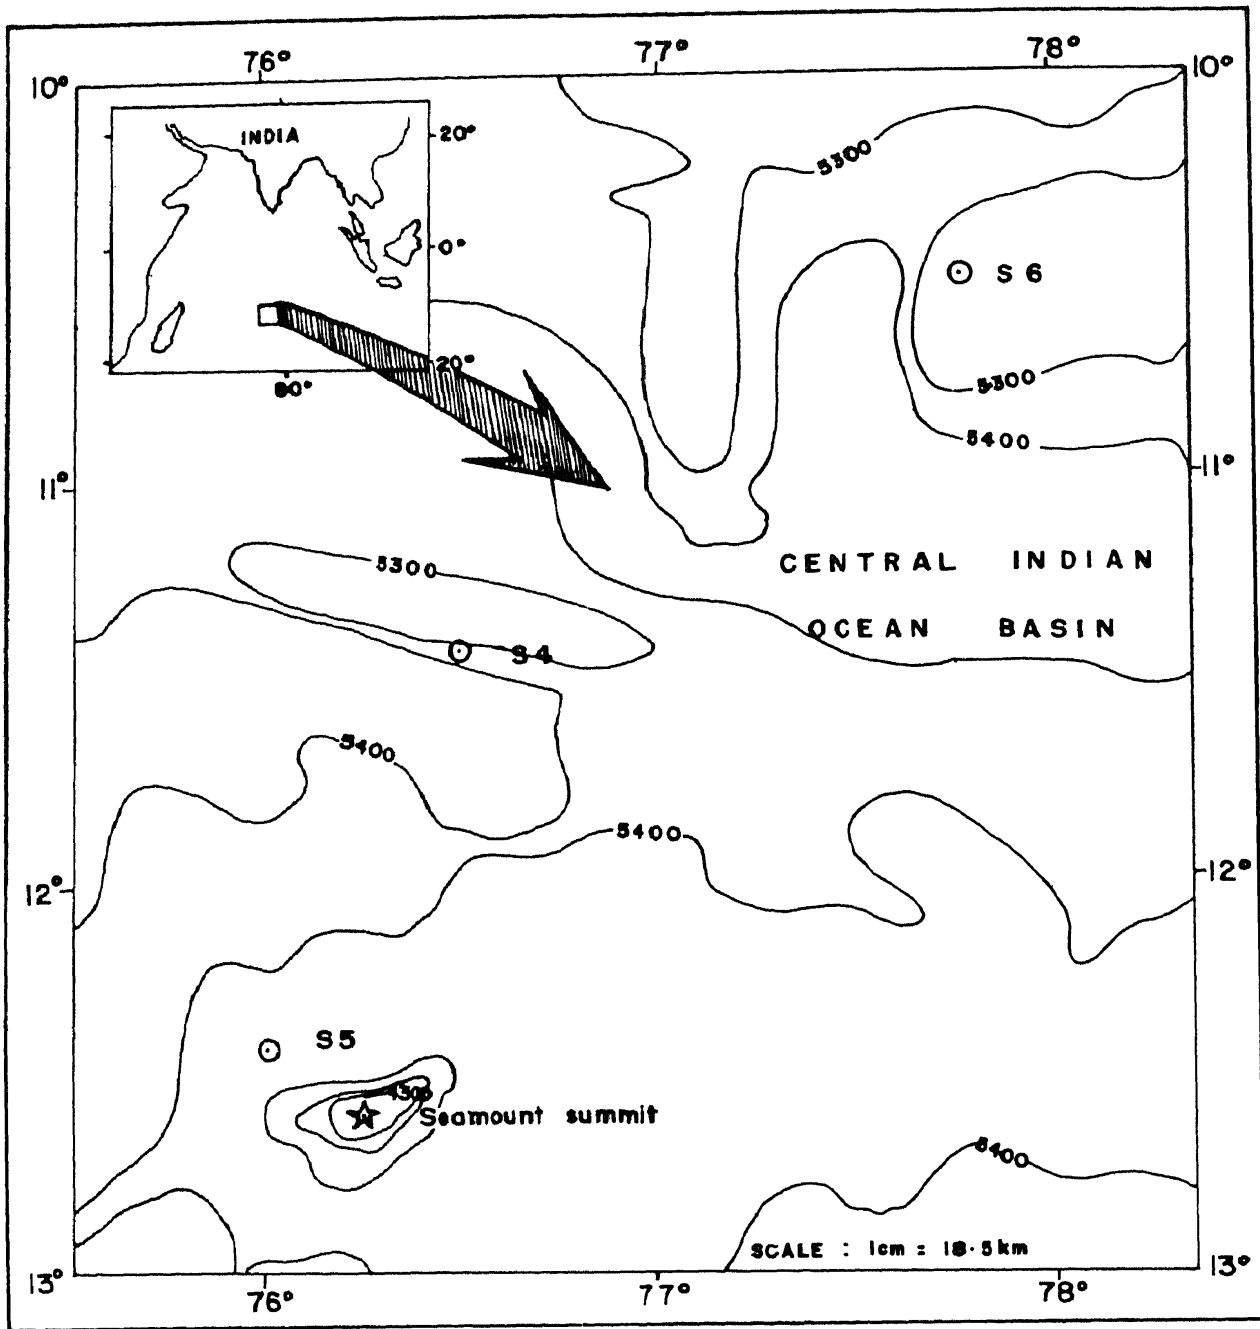 76° 77° 78°
10° 10°
INDIA
20°
5300
0°
S 6
20°
80°
5300
5400
11° 11°
5300
CENTRAL INDIAN
OCEAN BASIN
S4
5400
5400
12° 12°
S5
4300
Seamount summit
5400
SCALE : 1cm = 18.5km
13° 13°
76° 77° 78°